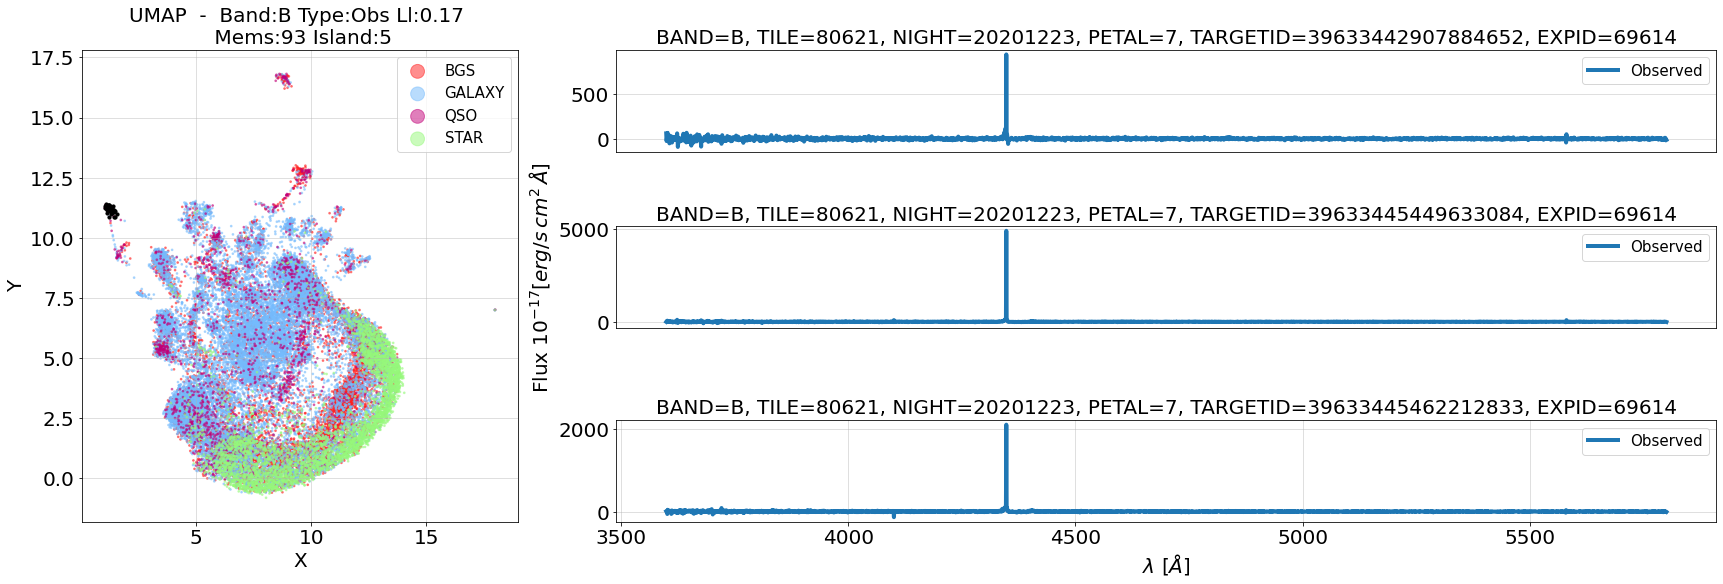 UMAP - Band:B Type:Obs Ll:0.17
Mems:93 Island:5
17.5
15.0
12.5
10.0
7.5
5.0
2.5
0.0
Y
5
10
15
X
BGS
GALAXY
QSO
STAR
Flux 10^{-17}[erg/s cm^2 Å]
BAND=B, TILE=80621, NIGHT=20201223, PETAL=7, TARGETID=39633442907884652, EXPID=69614
500
0
Observed
BAND=B, TILE=80621, NIGHT=20201223, PETAL=7, TARGETID=39633445449633084, EXPID=69614
5000
0
Observed
BAND=B, TILE=80621, NIGHT=20201223, PETAL=7, TARGETID=39633445462212833, EXPID=69614
2000
0
Observed
3500
4000
4500
5000
5500
λ [Å]